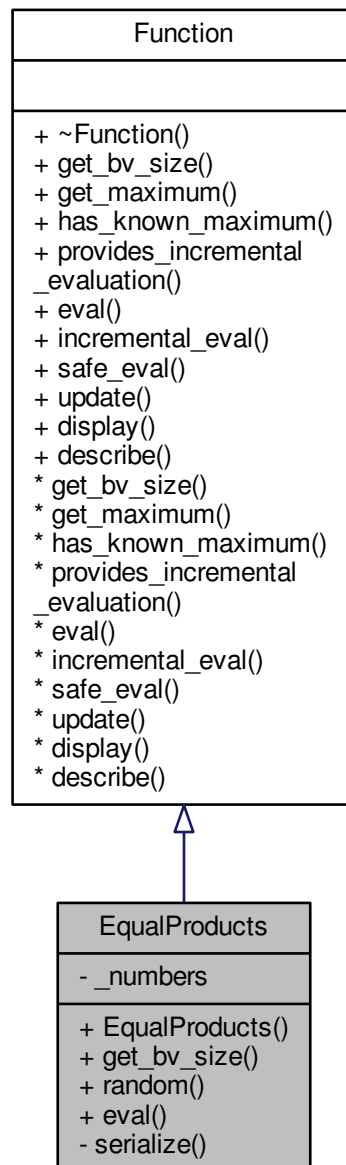 Function
+ ~Function()
+ get_bv_size()
+ get_maximum()
+ has_known_maximum()
+ provides_incremental
_evaluation()
+ eval()
+ incremental_eval()
+ safe_eval()
+ update()
+ display()
+ describe()
* get_bv_size()
* get_maximum()
* has_known_maximum()
* provides_incremental
_evaluation()
* eval()
* incremental_eval()
* safe_eval()
* update()
* display()
* describe()
EqualProducts
- _numbers
+ EqualProducts()
+ get_bv_size()
+ random()
+ eval()
- serialize()